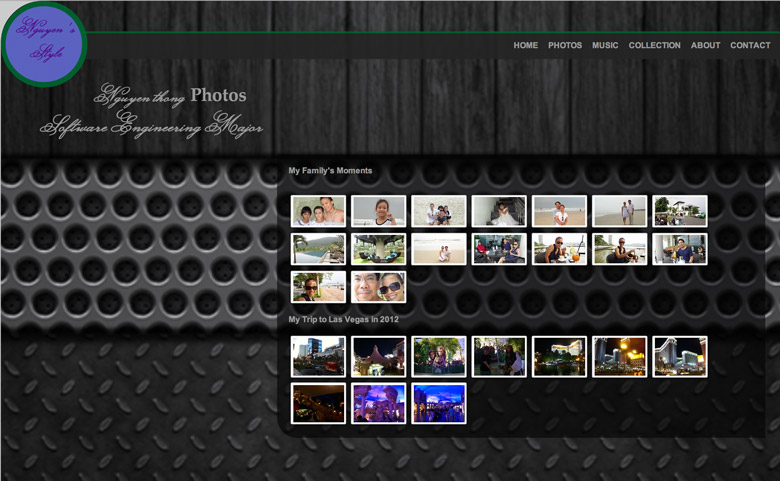 Nguyen's
Style
HOME PHOTOS MUSIC COLLECTION ABOUT CONTACT
Nguyen thong Photos
Software Engineering Major
My Family's Moments
My Trip to Las Vegas in 2012